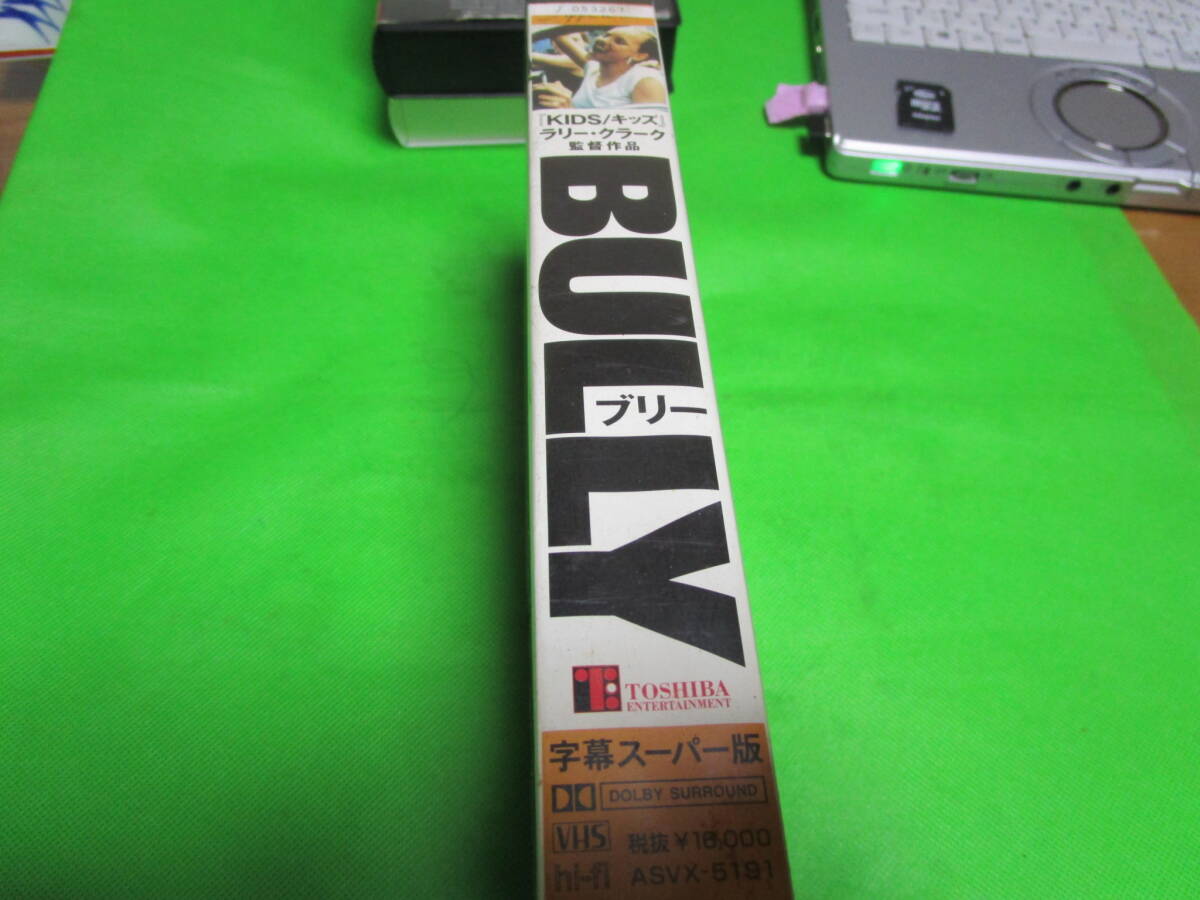 J 053267
『KIDS/キッズ』
ラリー・クラーク
監督作品
BULLY
ブリー
TOSHIBA
ENTERTAINMENT
字幕スーパー版
DOLBY SURROUND
VHS 税抜¥16,000
hi-fi ASVX-5191